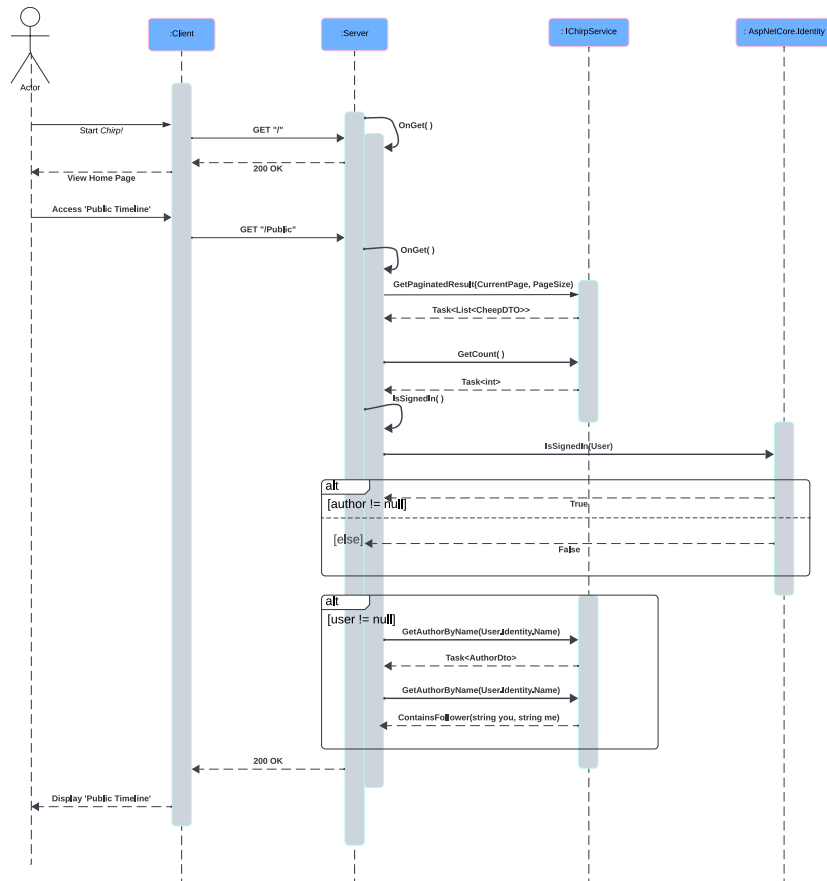 :Client
:Server
: IChirpService
: AspNetCore.Identity
Actor
Start Chirp!
GET "/"
OnGet( )
200 OK
View Home Page
Access 'Public Timeline'
GET "/Public"
OnGet( )
GetPaginatedResult(CurrentPage, PageSize)
Task<List<CheepDTO>>
GetCount( )
Task<int>
IsSignedIn( )
IsSignedIn(User)
alt
[author != null]
True
[else]
False
alt
[user != null]
GetAuthorByName(User.Identity.Name)
Task<AuthorDto>
GetAuthorByName(User.Identity.Name)
ContainsFollower(string you, string me)
200 OK
Display 'Public Timeline'